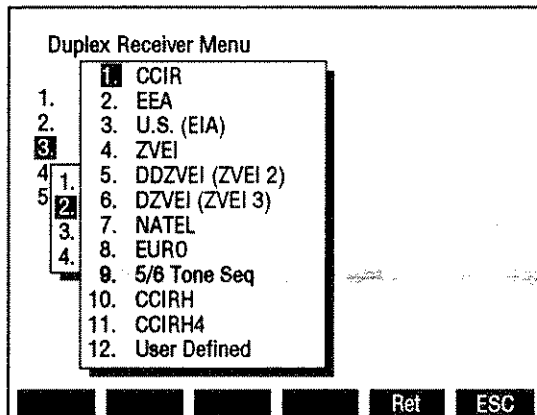 Duplex Receiver Menu
1.
2.
3.
4
5
1.
2.
3.
4.
1. CCIR
2. EEA
3. U.S. (EIA)
4. ZVEI
5. DDZVEI (ZVEI 2)
6. DZVEI (ZVEI 3)
7. NATEL
8. EURO
9. 5/6 Tone Seq
10. CCIRH
11. CCIRH4
12. User Defined
Ret ESC